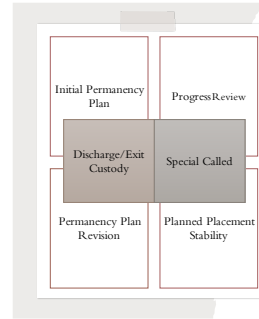 Initial Permanency
Plan
ProgressReview
Discharge/Exit
Custody
Special Called
Permanency Plan
Revision
Planned Placement
Stability